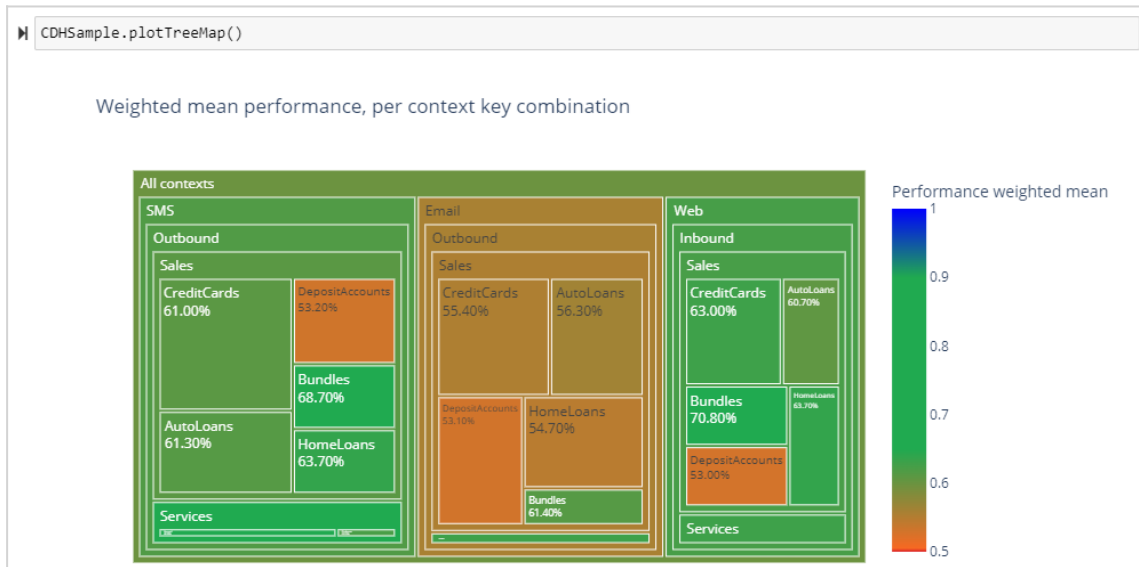 CDHSample.plotTreeMap()
Weighted mean performance, per context key combination
All contexts
SMS
Outbound
Sales
CreditCards
61.00%
DepositAccounts
53.20%
Bundles
68.70%
AutoLoans
61.30%
HomeLoans
63.70%
Services
Email
Outbound
Sales
CreditCards
55.40%
AutoLoans
56.30%
DepositAccounts
53.10%
HomeLoans
54.70%
Bundles
61.40%
Web
Inbound
Sales
CreditCards
63.00%
AutoLoans
60.70%
Bundles
70.80%
HomeLoans
63.70%
DepositAccounts
53.00%
Services
Performance weighted mean
1
0.9
0.8
0.7
0.6
0.5